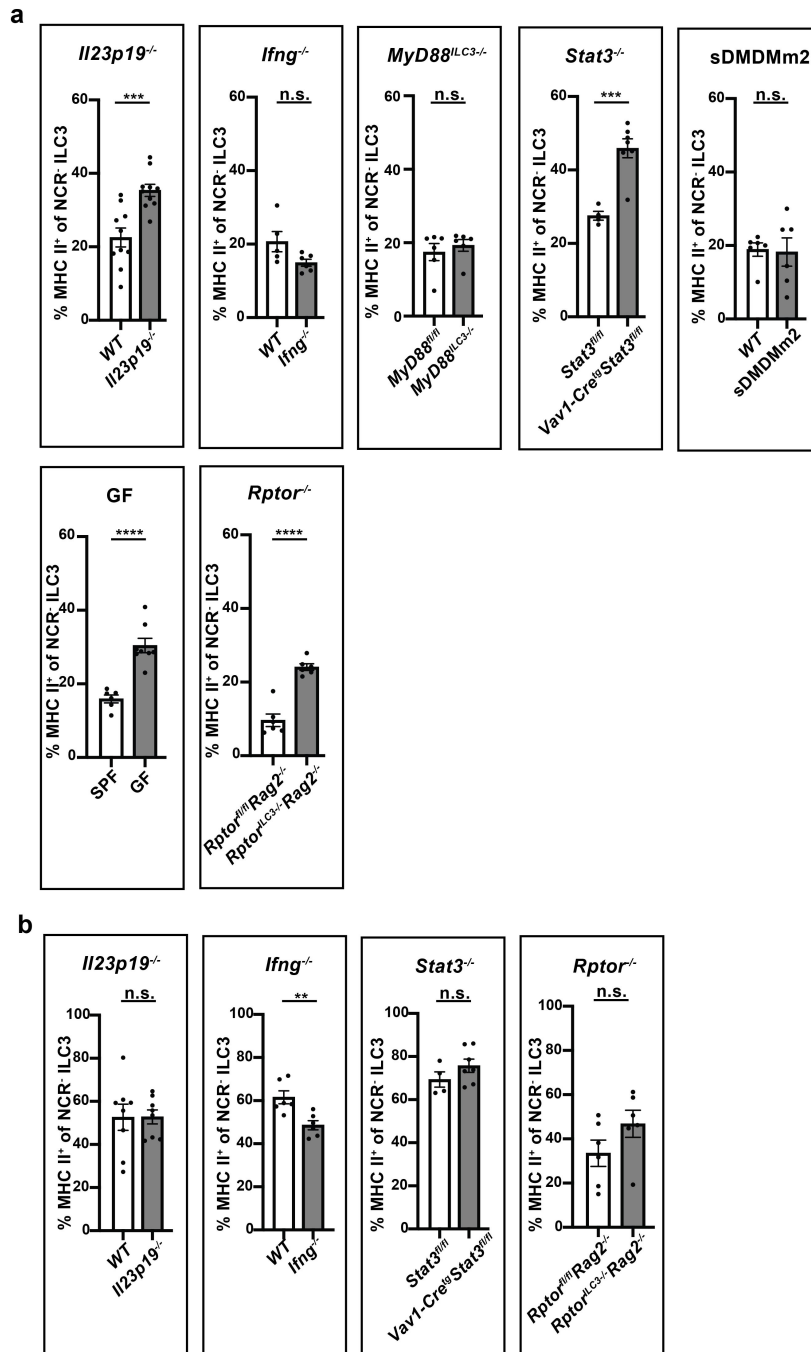 a
Il23p19-/-
% MHC II+ of NCR- ILC3
60
40
20
0
***
WT
Il23p19-/-
Ifng-/-
% MHC II+ of NCR- ILC3
60
40
20
0
n.s.
WT
Ifng-/-
MyD88ILC3-/-
% MHC II+ of NCR- ILC3
60
40
20
0
n.s.
MyD88fl/fl
MyD88ILC3-/-
Stat3-/-
% MHC II+ of NCR- ILC3
60
40
20
0
***
Stat3fl/fl
Vav1-CretgStat3fl/fl
sDMDMm2
% MHC II+ of NCR- ILC3
60
40
20
0
n.s.
WT
sDMDMm2
GF
% MHC II+ of NCR- ILC3
60
40
20
0
****
SPF
GF
Rptor-/-
% MHC II+ of NCR- ILC3
60
40
20
0
****
Rptorfl/flRag2-/-
RptorILC3-/-Rag2-/-
b
Il23p19-/-
% MHC II+ of NCR- ILC3
100
80
60
40
20
0
n.s.
WT
Il23p19-/-
Ifng-/-
% MHC II+ of NCR- ILC3
100
80
60
40
20
0
**
WT
Ifng-/-
Stat3-/-
% MHC II+ of NCR- ILC3
100
80
60
40
20
0
n.s.
Stat3fl/fl
Vav1-CretgStat3fl/fl
Rptor-/-
% MHC II+ of NCR- ILC3
100
80
60
40
20
0
n.s.
Rptorfl/flRag2-/-
RptorILC3-/-Rag2-/-